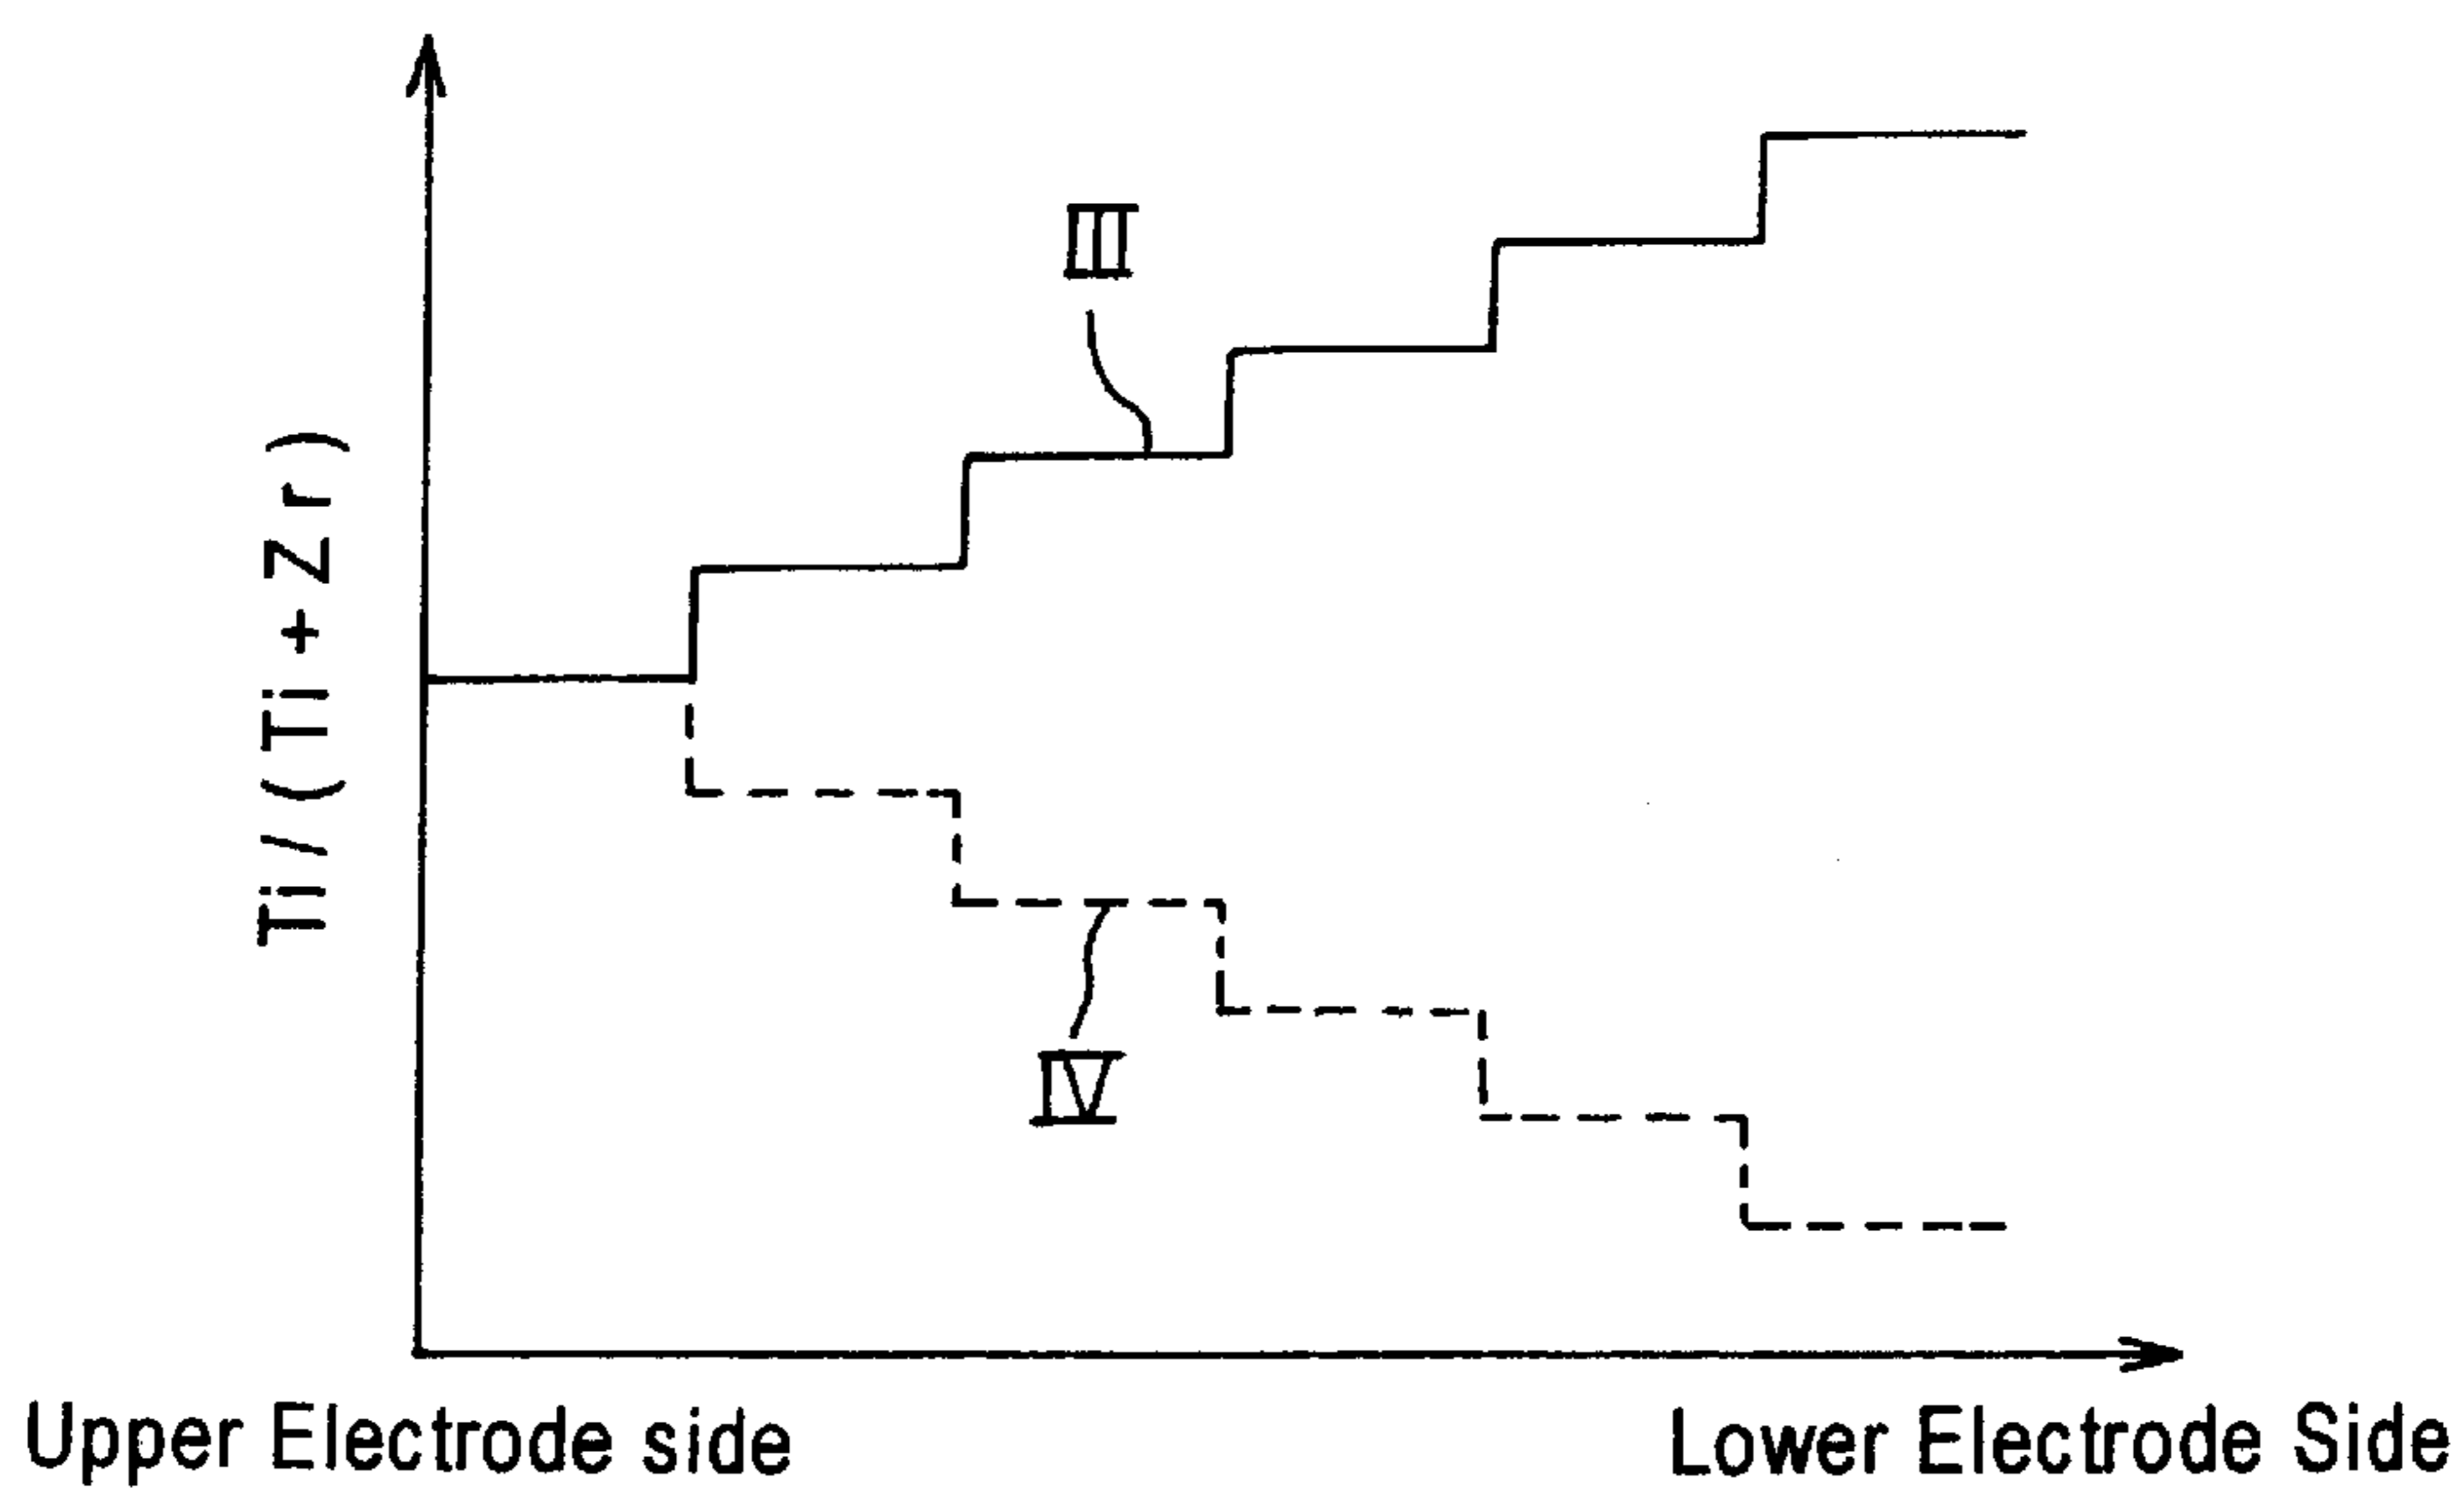 III
Ti/(Ti+Zr)
IV
Upper Electrode side
Lower Electrode Side